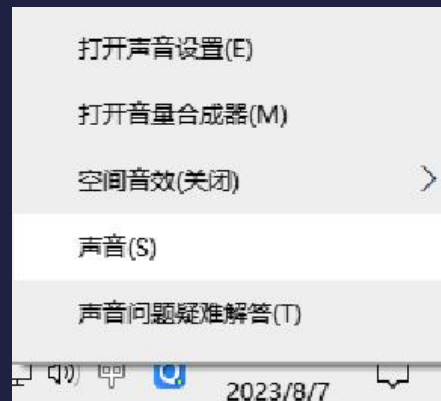 打开声音设置(E)
打开音量合成器(M)
空间音效(关闭)
声音(S)
声音问题疑难解答(T)
中
2023/8/7